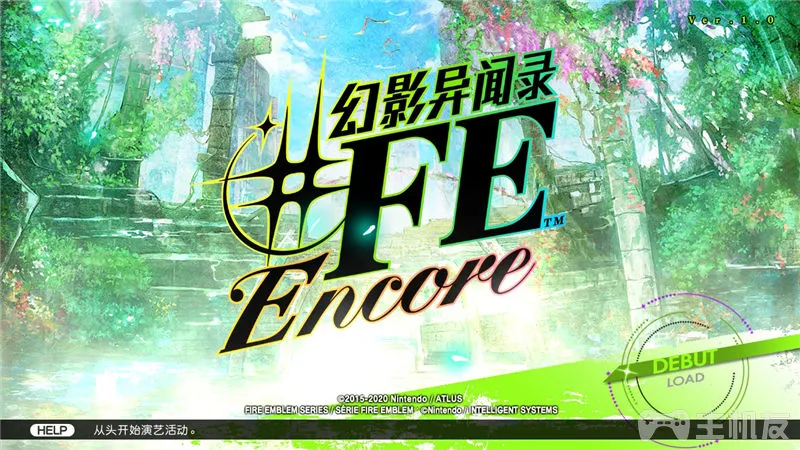 Ver.1.0
幻影异闻录
#FE™
Encore
DEBUT
LOAD
©2015-2020 Nintendo / ATLUS
FIRE EMBLEM SERIES / SÉRIE FIRE EMBLEM ©Nintendo / INTELLIGENT SYSTEMS
HELP 从头开始演艺活动。
主机友